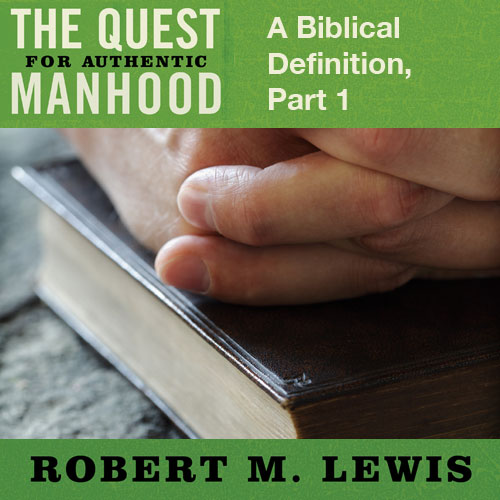 THE QUEST
FOR AUTHENTIC
MANHOOD
A Biblical
Definition,
Part 1
ROBERT M. LEWIS